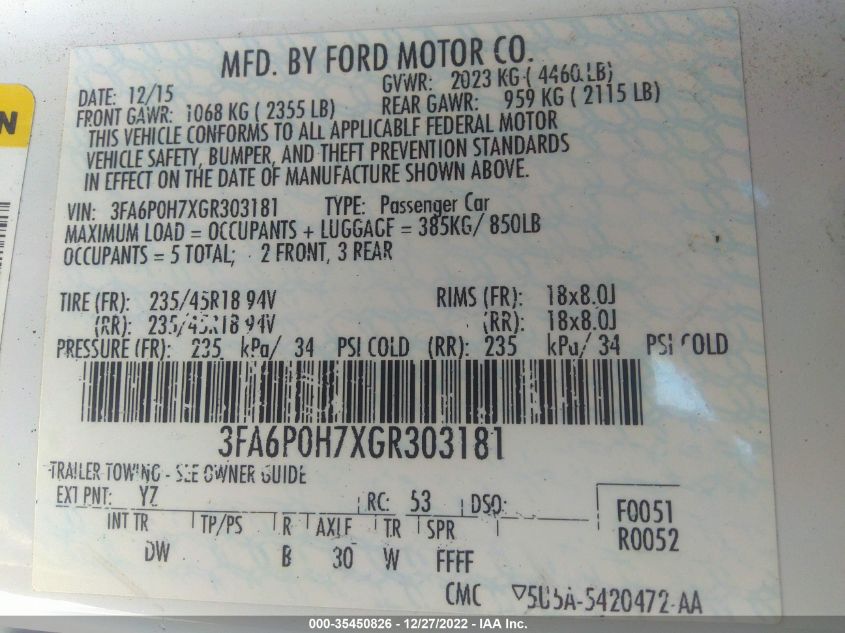 N
MFD. BY FORD MOTOR CO.
DATE: 12/15 GVWR: 2023 KG ( 4460 LB)
FRONT GAWR: 1068 KG ( 2355 LB) REAR GAWR: 959 KG ( 2115 LB)
THIS VEHICLE CONFORMS TO ALL APPLICABLE FEDERAL MOTOR
VEHICLE SAFETY, BUMPER, AND THEFT PREVENTION STANDARDS
IN EFFECT ON THE DATE OF MANUFACTURE SHOWN ABOVE.
VIN: 3FA6P0H7XGR303181 TYPE: Passenger Car
MAXIMUM LOAD = OCCUPANTS + LUGGAGE = 385KG/ 850LB
OCCUPANTS = 5 TOTAL; 2 FRONT, 3 REAR
TIRE (FR): 235/45R18 94V RIMS (FR): 18x8.0J
(RR): 235/45R18 94V (RR): 18x8.0J
PRESSURE (FR): 235 kPa/ 34 PSI COLD (RR): 235 kPa/ 34 PSI COLD
3FA6P0H7XGR303181
TRAILER TOWING - SEE OWNER GUIDE
EXT PNT: YZ RC: 53 DSO: F0051
INT TR TP/PS R AXLE TR SPR R0052
DW B 30 W FFFF
CMC 5U5A-5420472-AA
000-35450826 - 12/27/2022 - IAA Inc.